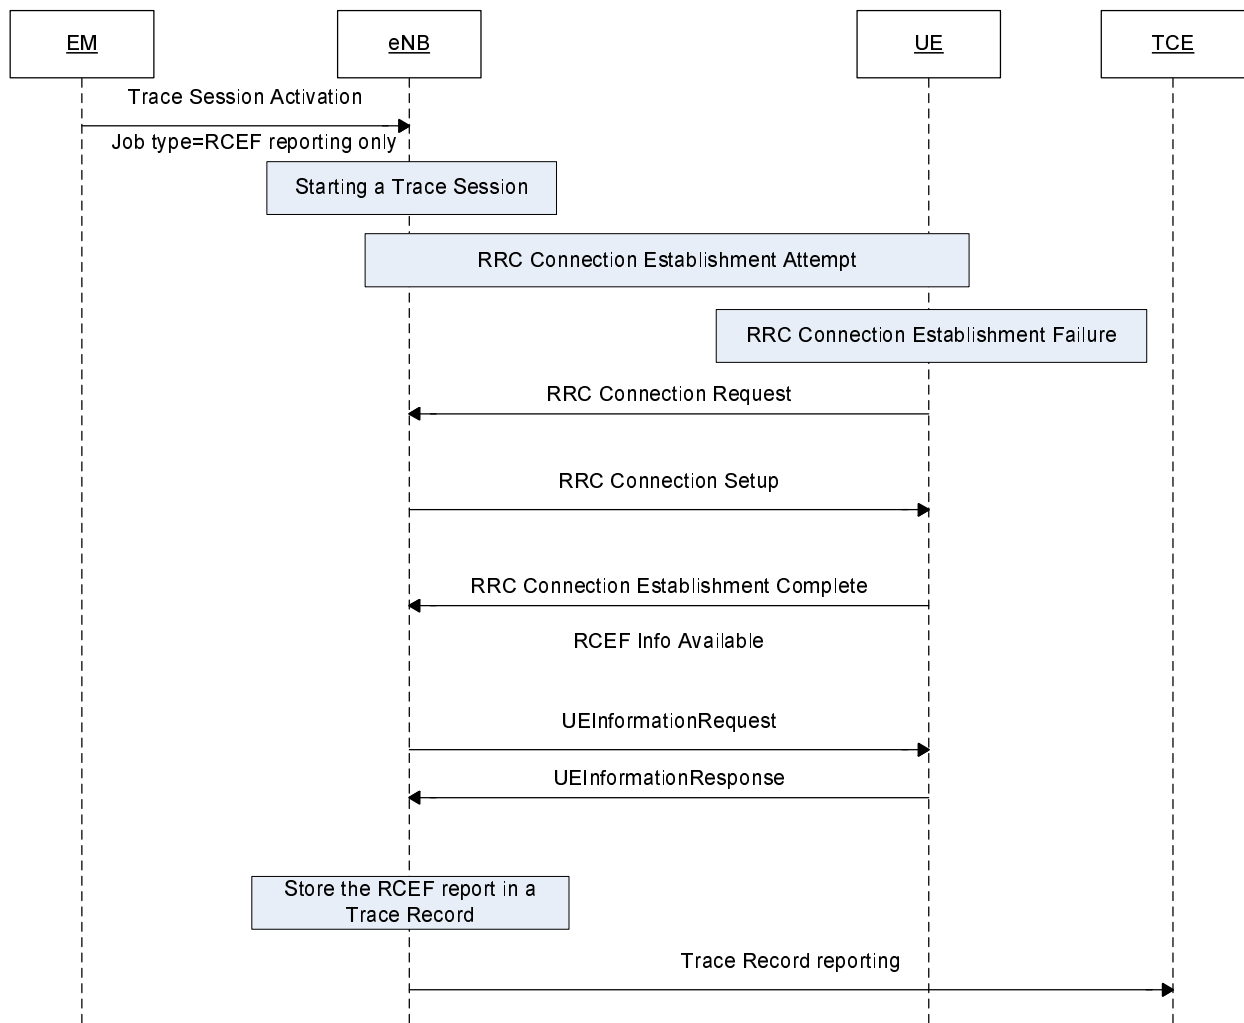 EM
eNB
UE
TCE
Trace Session Activation
Job type=RCEF reporting only
Starting a Trace Session
RRC Connection Establishment Attempt
RRC Connection Establishment Failure
RRC Connection Request
RRC Connection Setup
RRC Connection Establishment Complete
RCEF Info Available
UEInformationRequest
UEInformationResponse
Store the RCEF report in a
Trace Record
Trace Record reporting